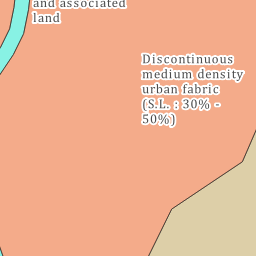 and associated
land
Discontinuous
medium density
urban fabric
(S.L. : 30% -
50%)